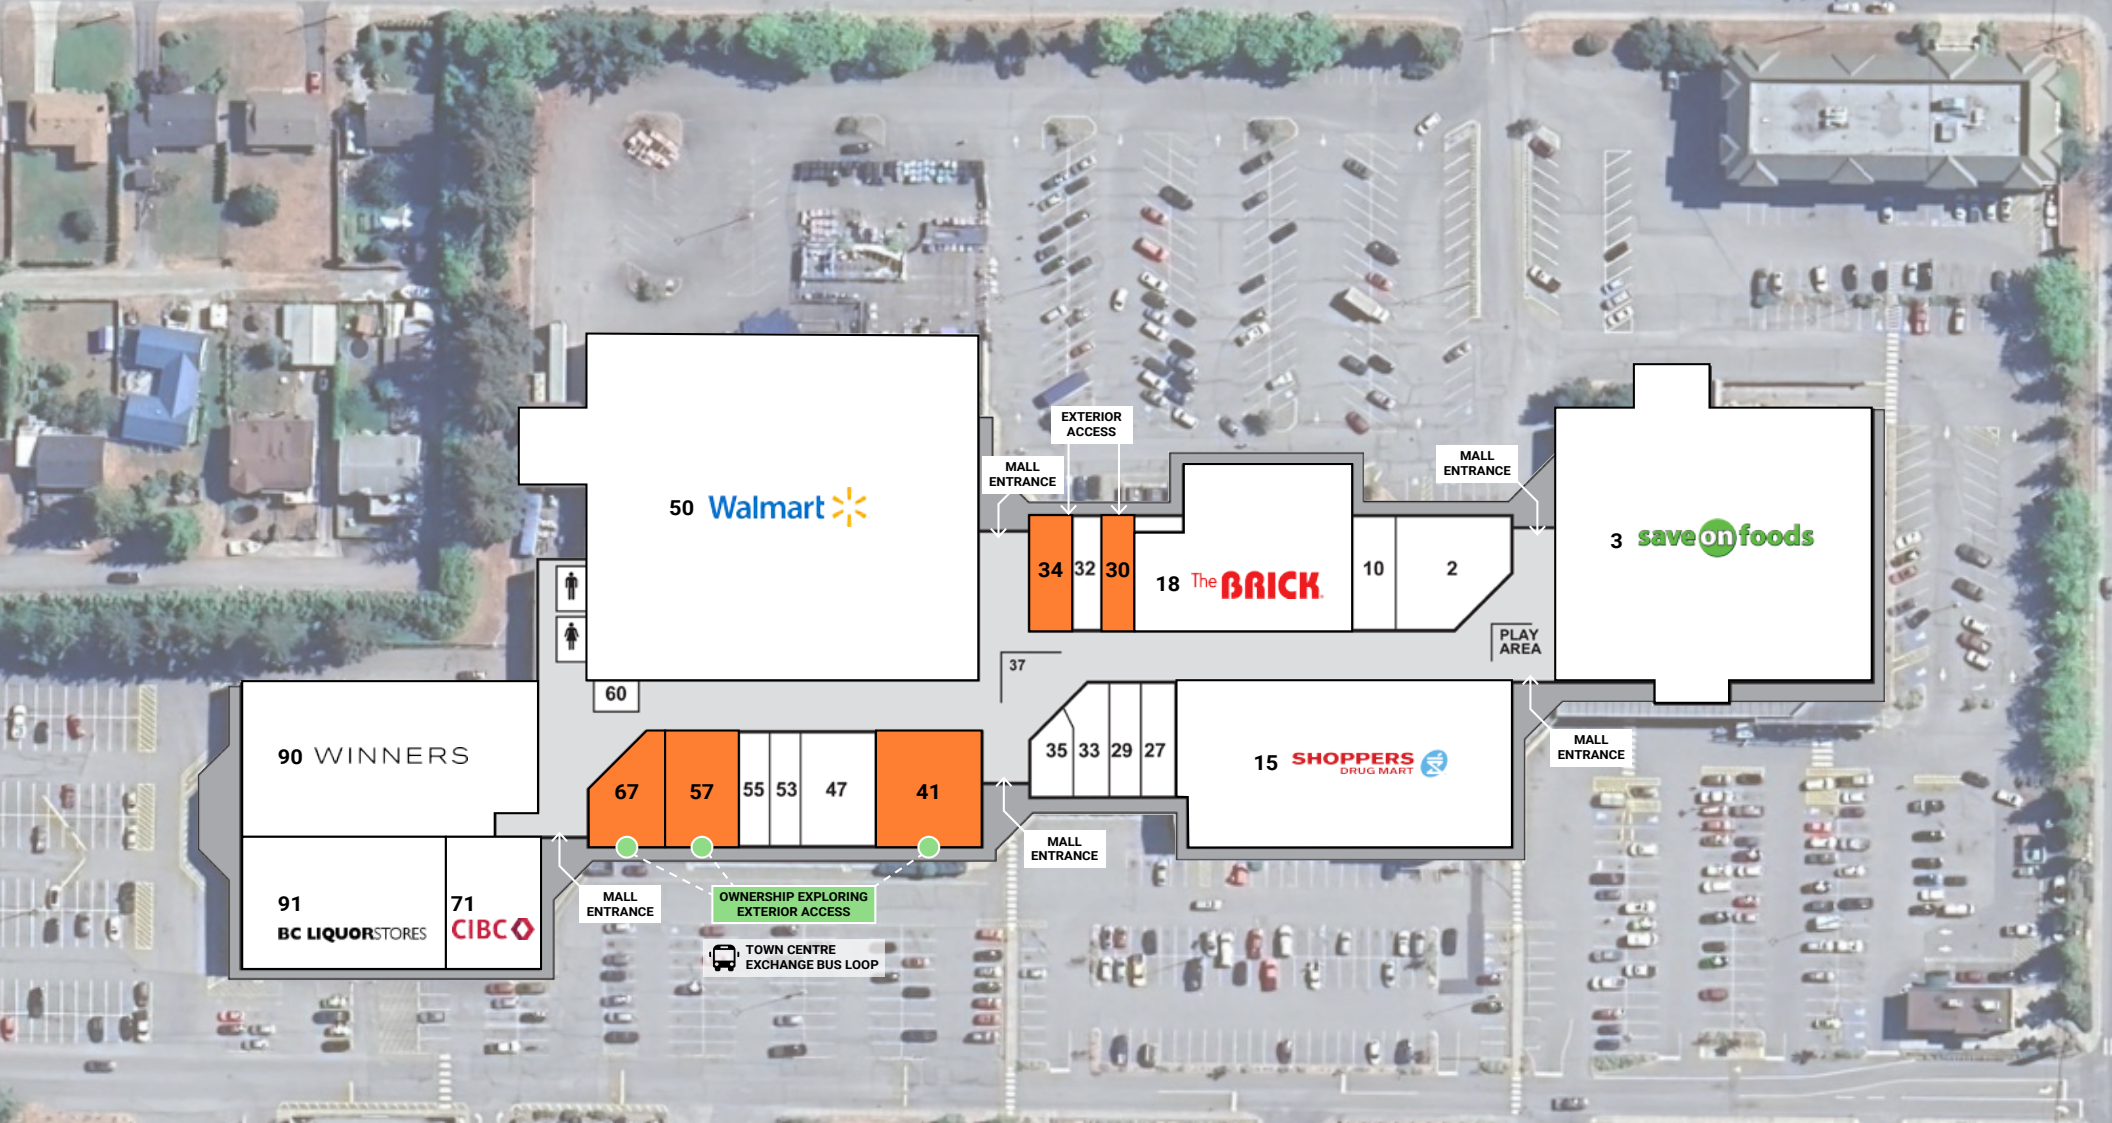 EXTERIOR
ACCESS
MALL
ENTRANCE
MALL
ENTRANCE
50 Walmart
34
32
30
18 The BRICK
10
2
3 save on foods
PLAY
AREA
37
60
90 WINNERS
67
57
55
53
47
41
35
33
29
27
15 SHOPPERS
DRUG MART
MALL
ENTRANCE
MALL
ENTRANCE
MALL
ENTRANCE
OWNERSHIP EXPLORING
EXTERIOR ACCESS
91
BC LIQUORSTORES
71
CIBC
TOWN CENTRE
EXCHANGE BUS LOOP